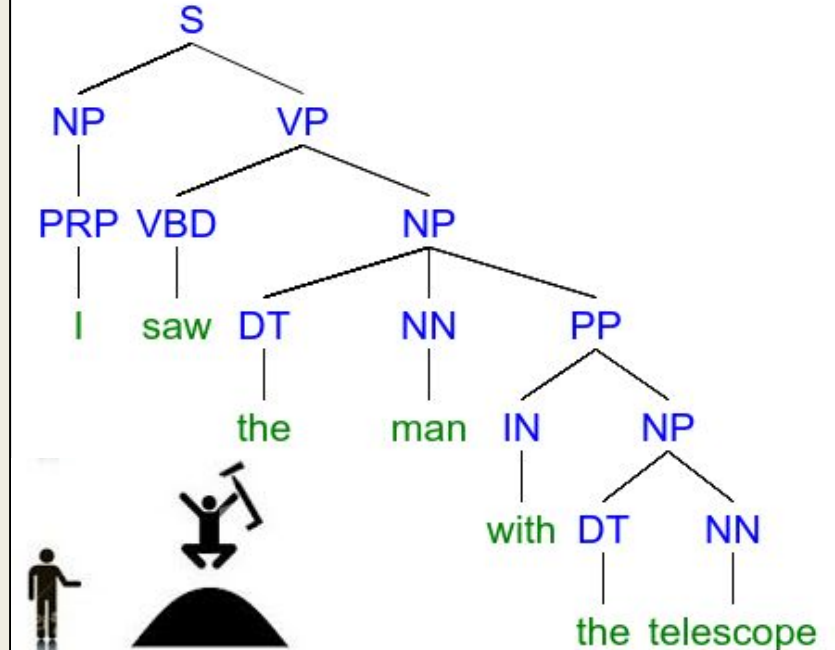 S
NP VP
PRP VBD NP
I saw DT NN PP
the man IN NP
with DT NN
the telescope